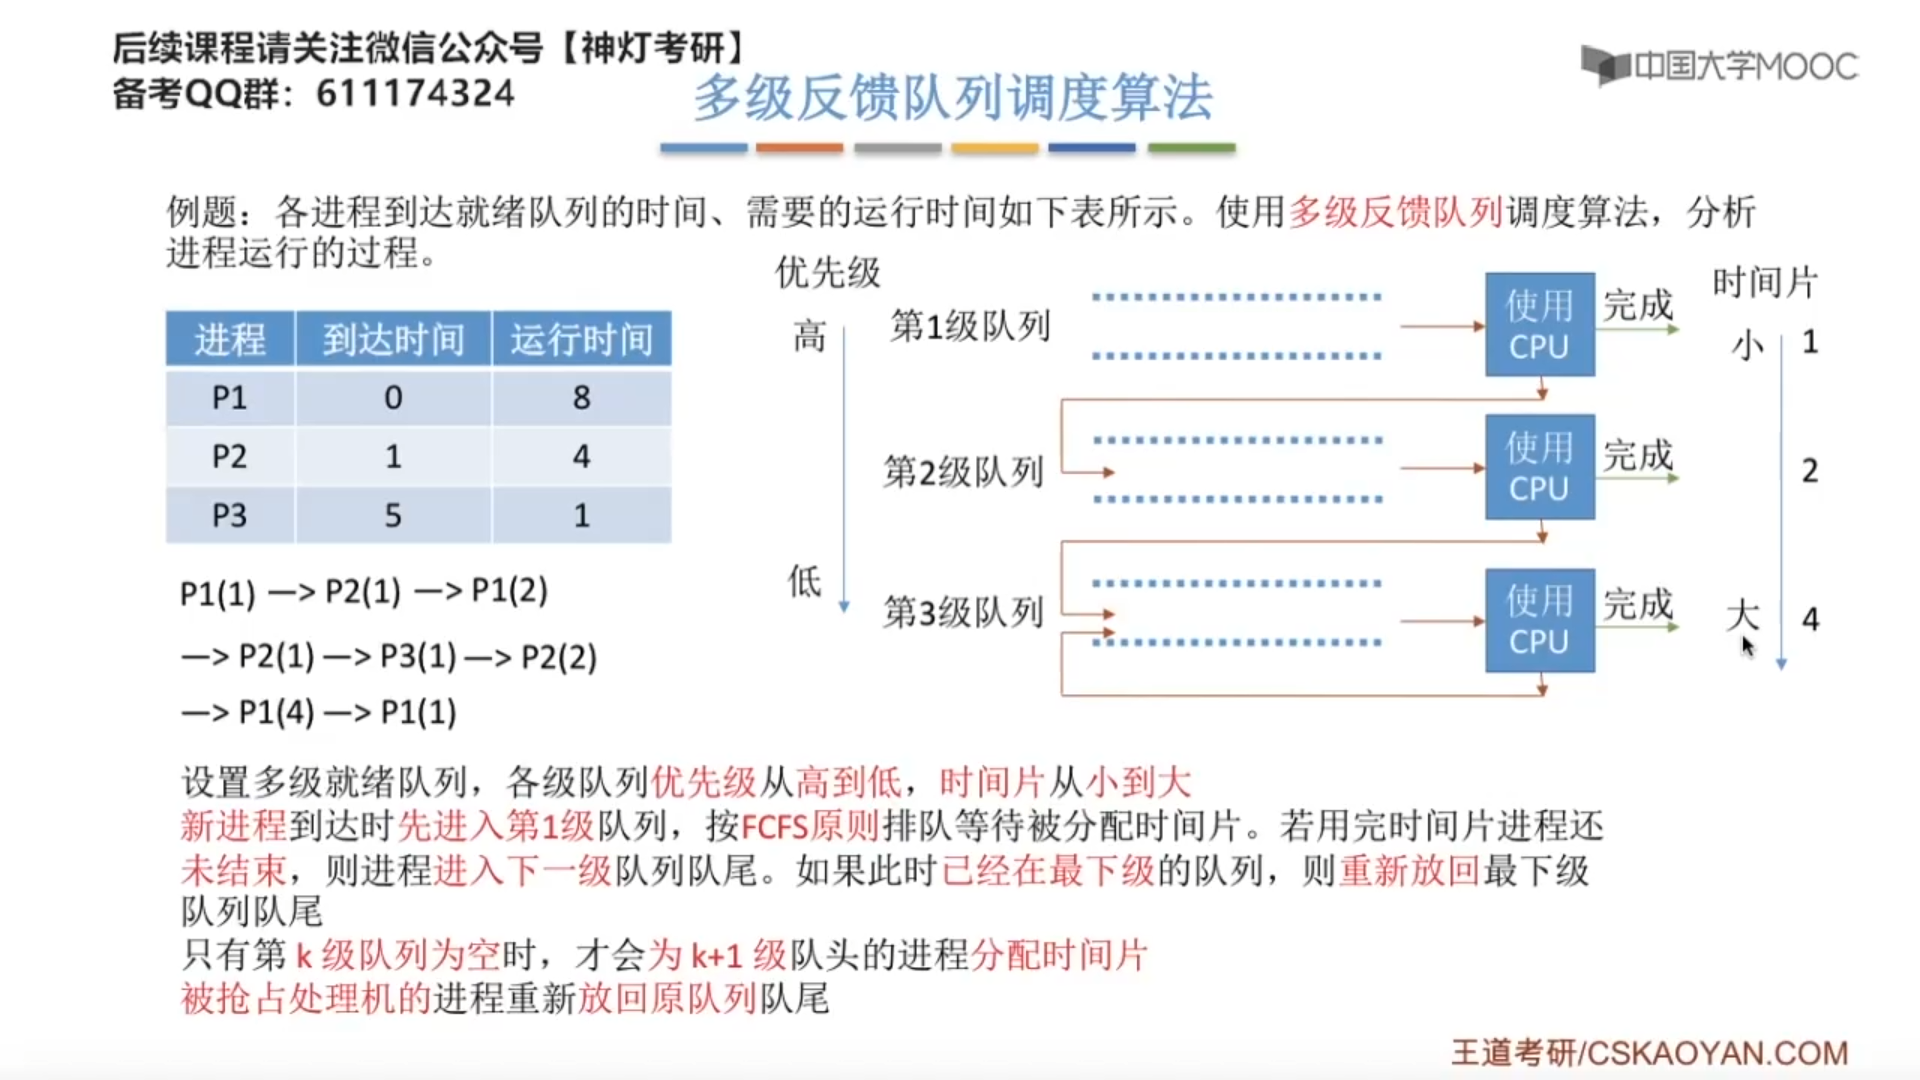 后续课程请关注微信公众号【神灯考研】
备考QQ群：611174324
中国大学MOOC
多级反馈队列调度算法
例题：各进程到达就绪队列的时间、需要的运行时间如下表所示。使用多级反馈队列调度算法，分析
进程运行的过程。
进程 到达时间 运行时间
P1 0 8
P2 1 4
P3 5 1
P1(1) —> P2(1) —> P1(2)
—> P2(1) —> P3(1) —> P2(2)
—> P1(4) —> P1(1)
优先级
高
低
第1级队列
使用
CPU
完成
第2级队列
使用
CPU
完成
第3级队列
使用
CPU
完成
时间片
小 1
2
大 4
设置多级就绪队列，各级队列优先级从高到低，时间片从小到大
新进程到达时先进入第1级队列，按FCFS原则排队等待被分配时间片。若用完时间片进程还
未结束，则进程进入下一级队列队尾。如果此时已经在最下级的队列，则重新放回最下级
队列队尾
只有第 k 级队列为空时，才会为 k+1 级队头的进程分配时间片
被抢占处理机的进程重新放回原队列队尾
王道考研/CSKAOYAN.COM